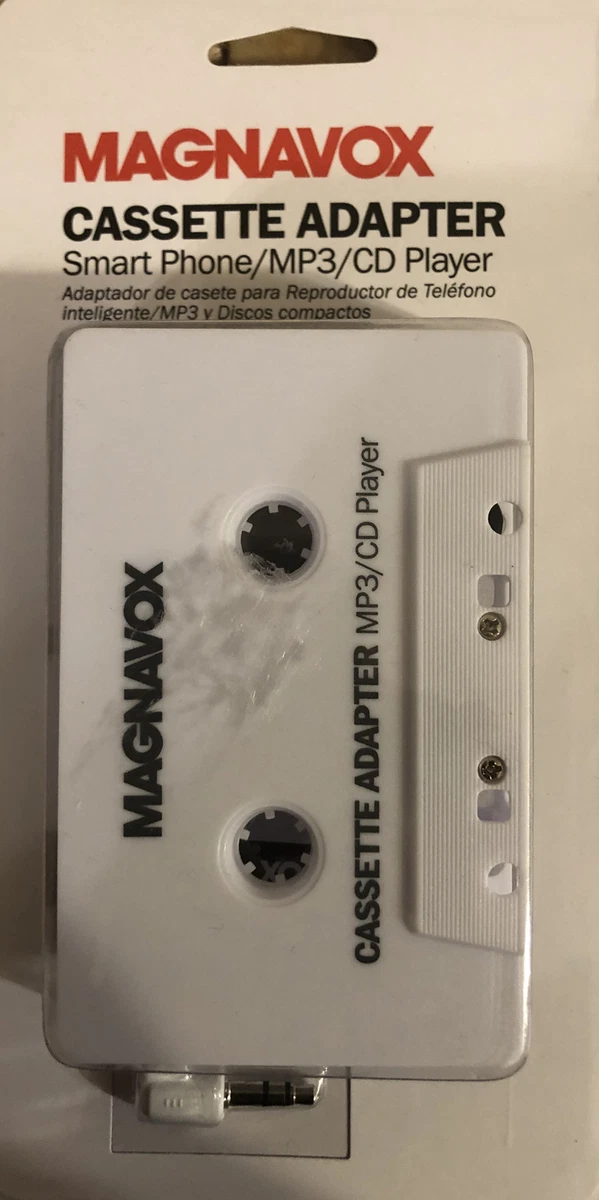 MAGNAVOX
CASSETTE ADAPTER
Smart Phone/MP3/CD Player
Adaptador de casete para Reproductor de Teléfono
inteligente/MP3 y Discos compactos
MAGNAVOX
CASSETTE ADAPTER MP3/CD Player